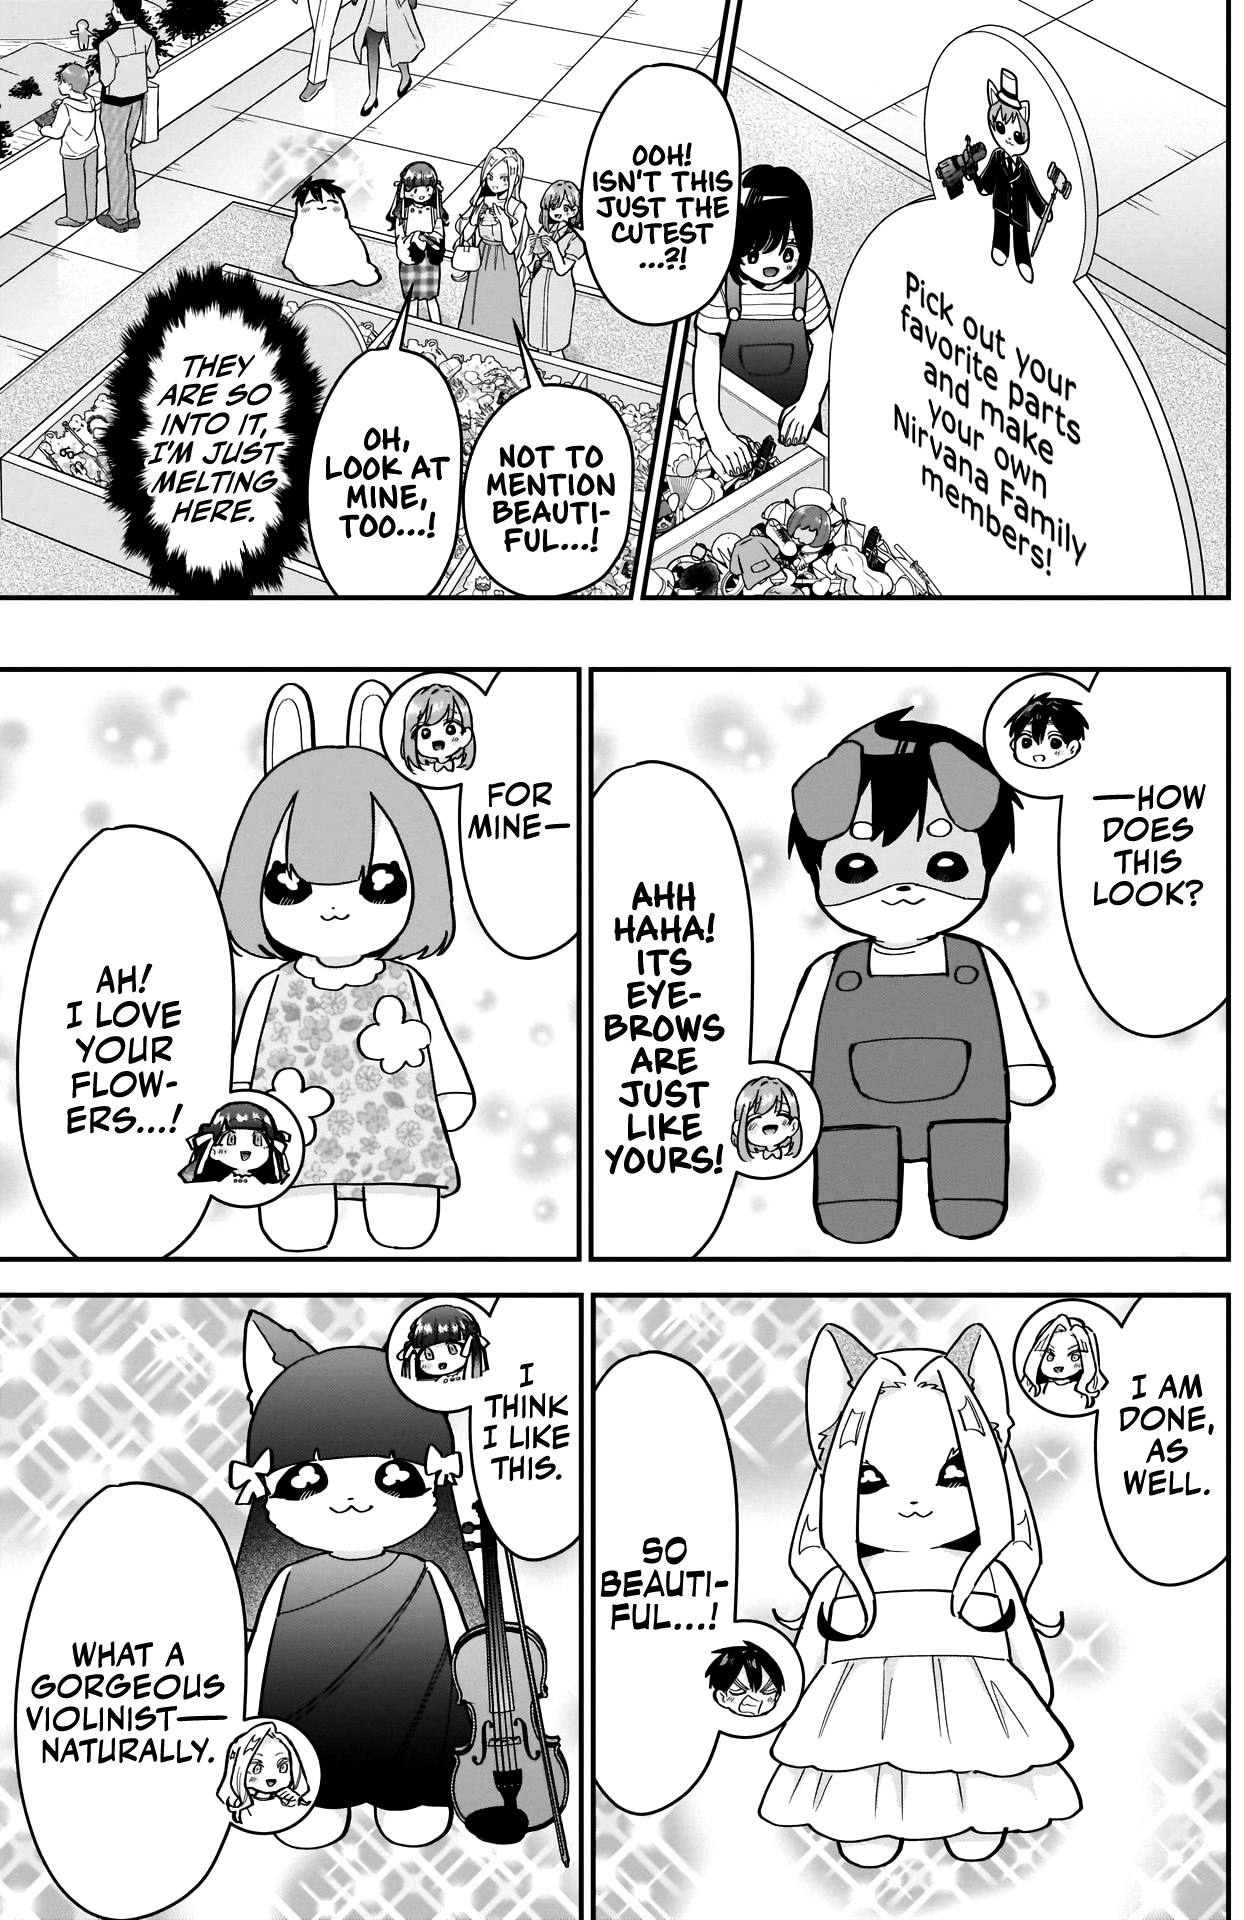 Pick out your
favorite parts
and make
your own
Nirvana Family
members!
OOH!
ISN'T THIS
JUST THE
CUTEST
...?!
NOT TO
MENTION
BEAUTI-
FUL...!
OH,
LOOK AT
MINE,
TOO...!
THEY
ARE SO
INTO IT,
I'M JUST
MELTING
HERE.
—HOW
DOES
THIS
LOOK?
AHH
HAHA!
ITS
EYE-
BROWS
ARE
JUST
LIKE
YOURS!
FOR
MINE—
AH!
I LOVE
YOUR
FLOW-
ERS...!
I AM
DONE,
AS
WELL.
SO
BEAUTI-
FUL...!
I
THINK
I LIKE
THIS.
WHAT A
GORGEOUS
VIOLINIST—
NATURALLY.